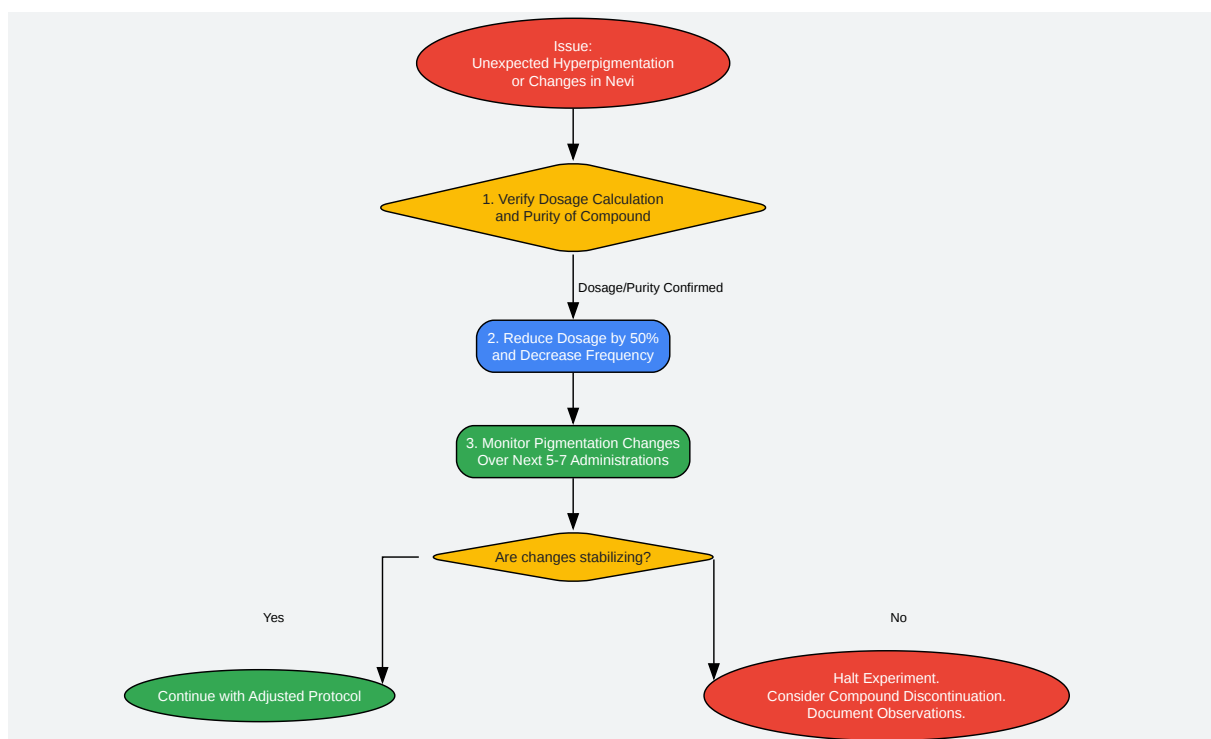 Issue:
Unexpected Hyperpigmentation
or Changes in Nevi
1. Verify Dosage Calculation
and Purity of Compound
Dosage/Purity Confirmed
2. Reduce Dosage by 50%
and Decrease Frequency
3. Monitor Pigmentation Changes
Over Next 5-7 Administrations
Are changes stabilizing?
Yes
No
Continue with Adjusted Protocol
Halt Experiment.
Consider Compound Discontinuation.
Document Observations.